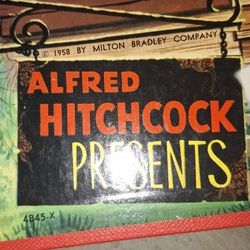 © 1958 BY MILTON BRADLEY COMPANY
ALFRED
HITCHCOCK
PRESENTS
4845-X